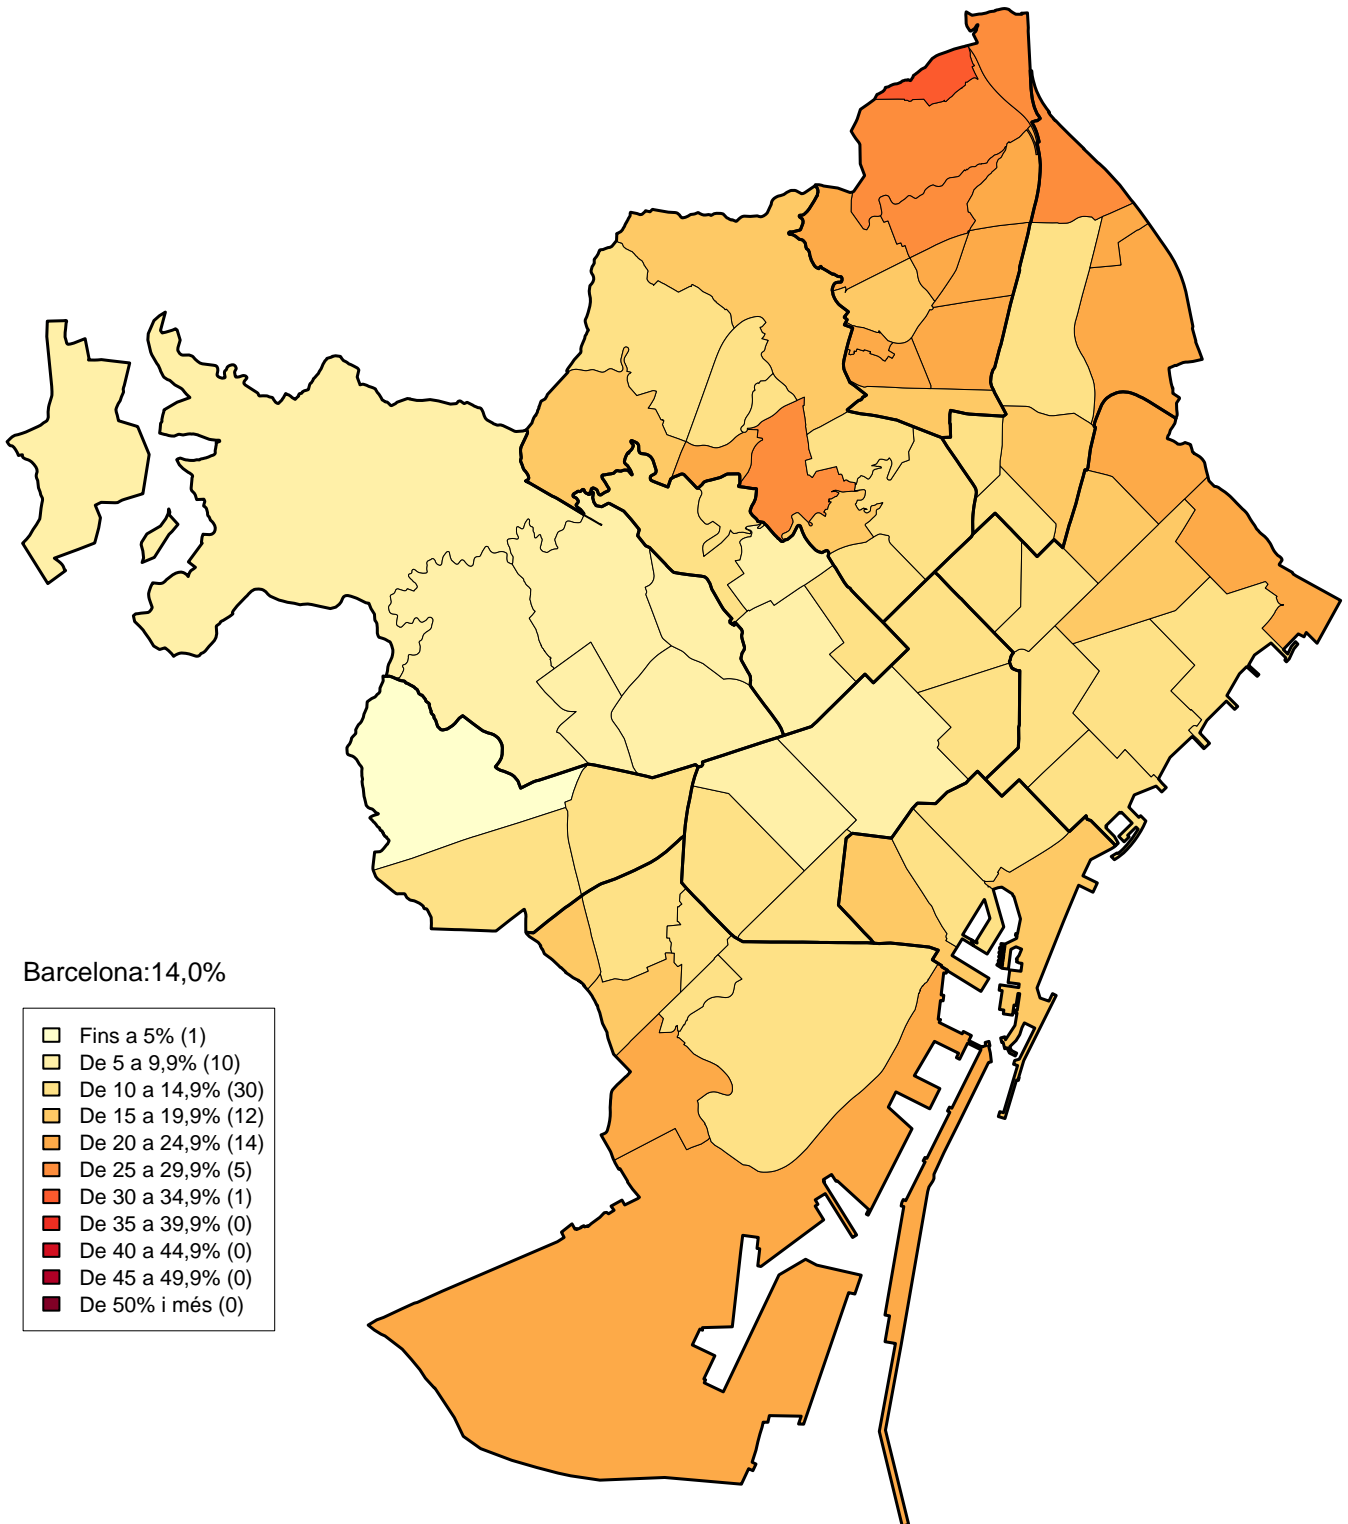 Barcelona:14,0%
Fins a 5% (1)
De 5 a 9,9% (10)
De 10 a 14,9% (30)
De 15 a 19,9% (12)
De 20 a 24,9% (14)
De 25 a 29,9% (5)
De 30 a 34,9% (1)
De 35 a 39,9% (0)
De 40 a 44,9% (0)
De 45 a 49,9% (0)
De 50% i més (0)